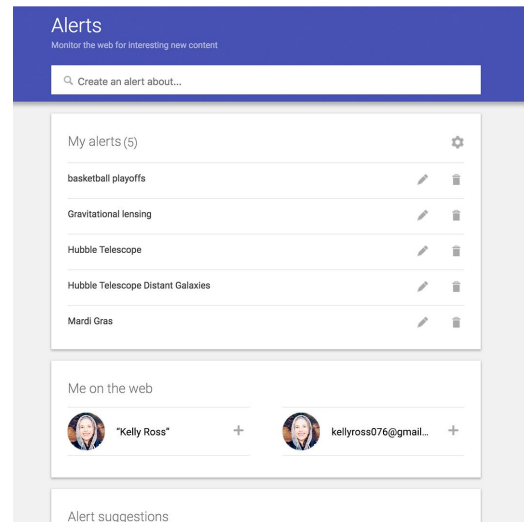 Alerts
Monitor the web for interesting new content
Create an alert about...
My alerts (5)
basketball playoffs
Gravitational lensing
Hubble Telescope
Hubble Telescope Distant Galaxies
Mardi Gras
Me on the web
“Kelly Ross”
kellyross076@gmail...
Alert suggestions